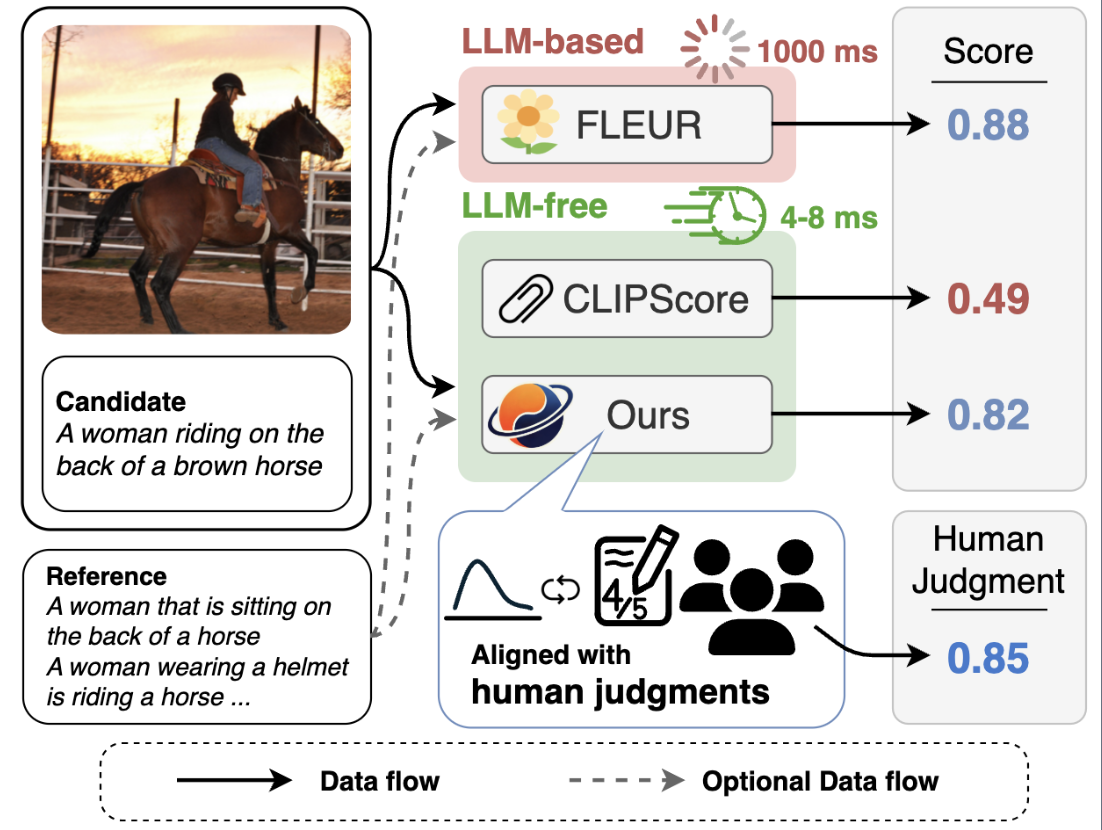 LLM-based
1000 ms
FLEUR
LLM-free
4-8 ms
CLIPScore
Ours
Score
0.88
0.49
0.82
Candidate
A woman riding on the
back of a brown horse
Reference
A woman that is sitting on
the back of a horse
A woman wearing a helmet
is riding a horse ...
4/5
Aligned with
human judgments
Human
Judgment
0.85
Data flow
Optional Data flow